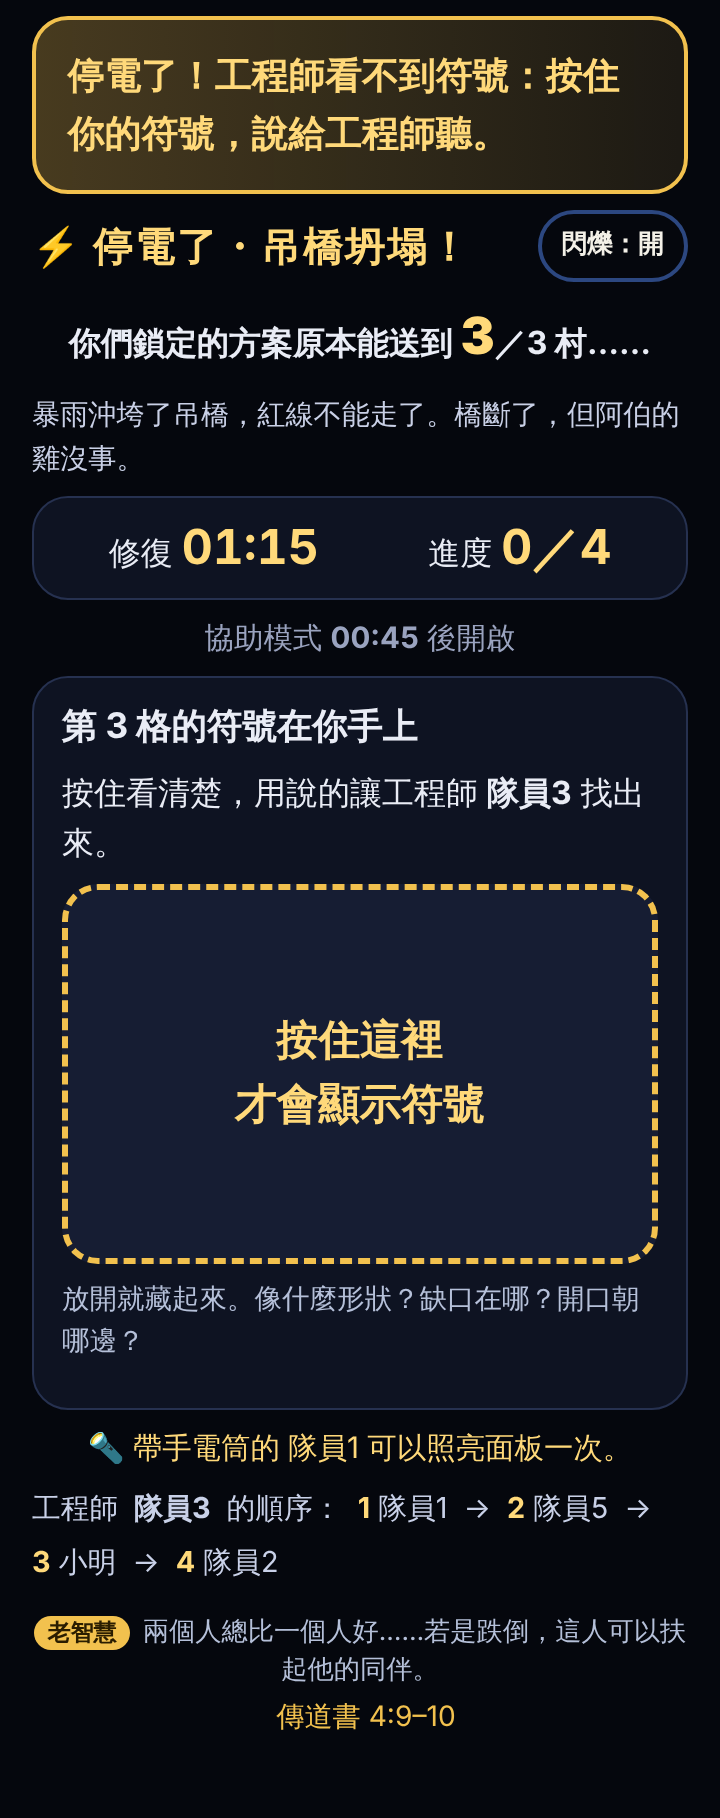 停電了！工程師看不到符號：按住
你的符號，說給工程師聽。
⚡ 停電了・吊橋坍塌！
閃爍：開
你們鎖定的方案原本能送到 3／3 村……
暴雨沖垮了吊橋，紅線不能走了。橋斷了，但阿伯的
雞沒事。
修復 01:15 進度 0／4
協助模式 00:45 後開啟
第 3 格的符號在你手上
按住看清楚，用說的讓工程師 隊員3 找出
來。
按住這裡
才會顯示符號
放開就藏起來。像什麼形狀？缺口在哪？開口朝
哪邊？
🔦 帶手電筒的 隊員1 可以照亮面板一次。
工程師 隊員3 的順序： 1 隊員1 → 2 隊員5 →
3 小明 → 4 隊員2
老智慧 兩個人總比一個人好……若是跌倒，這人可以扶
起他的同伴。
傳道書 4:9–10